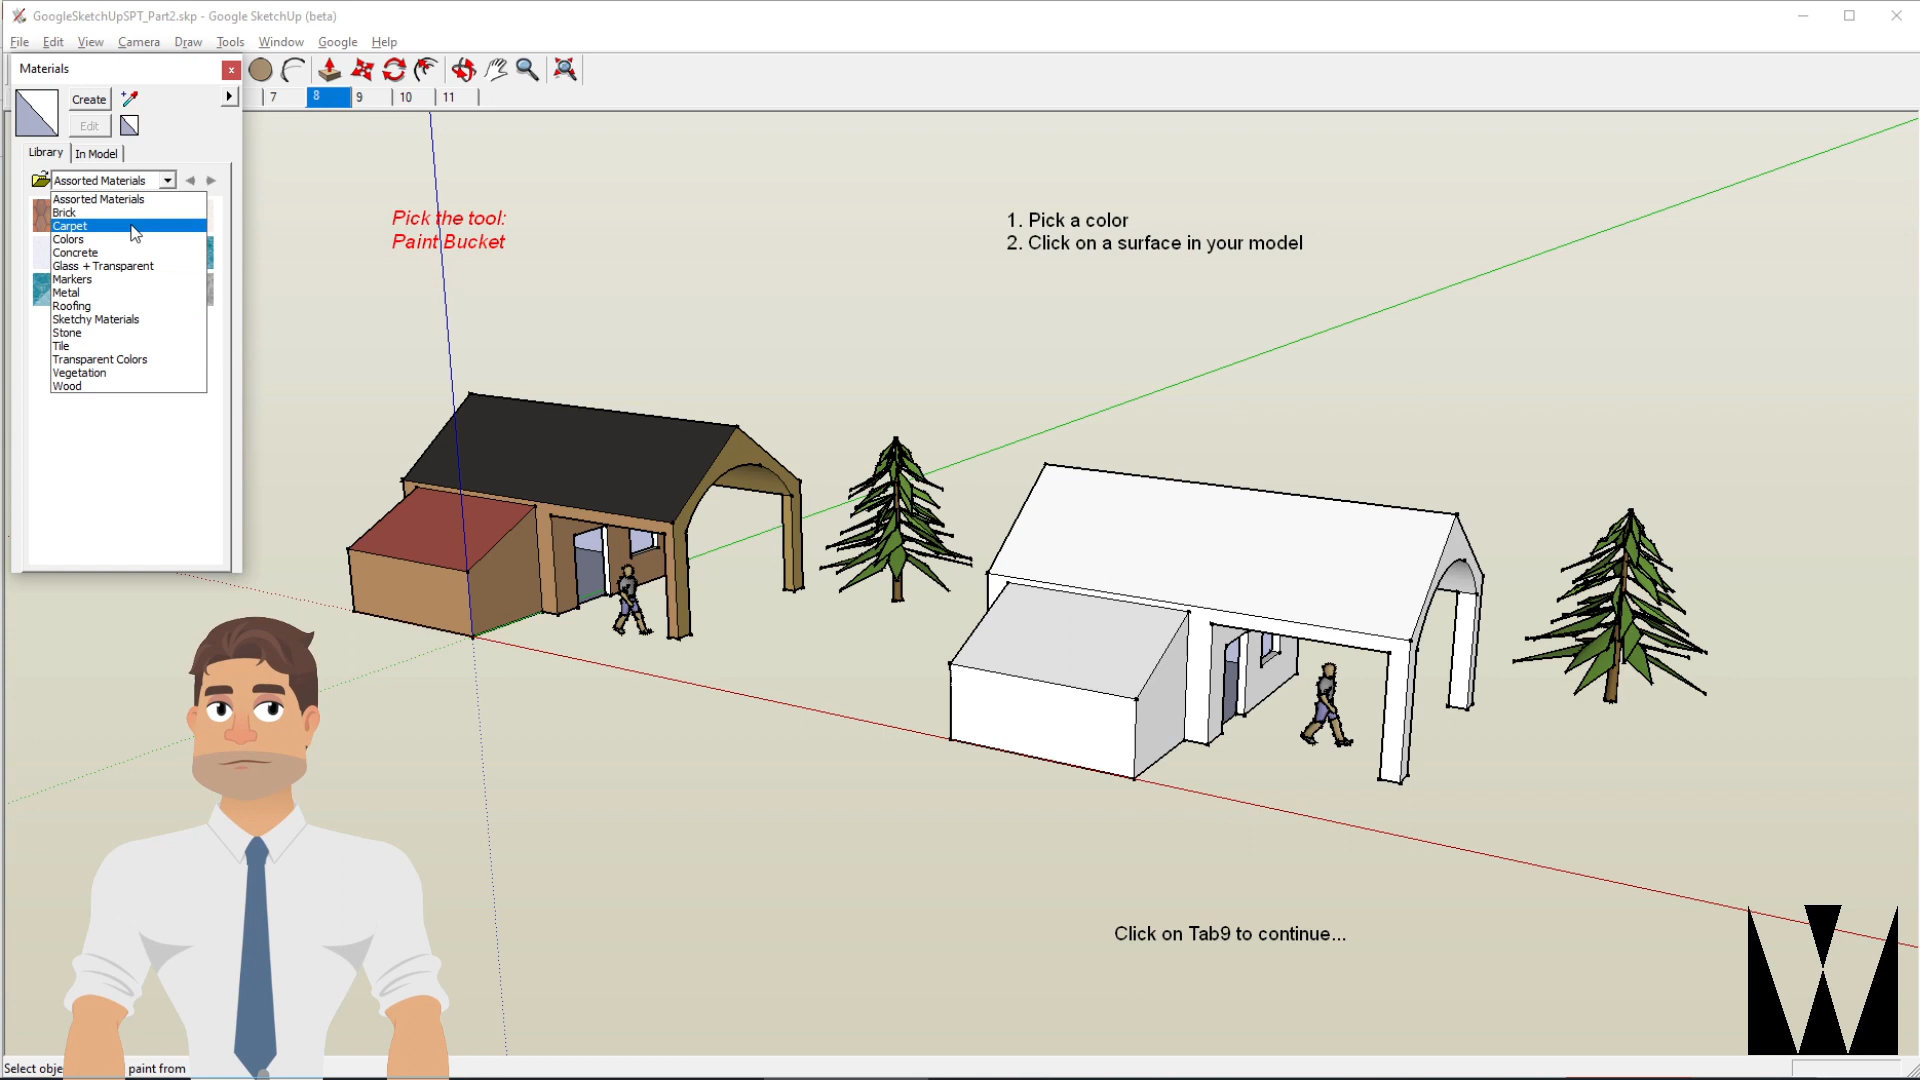 GoogleSketchUpSPT_Part2.skp - Google SketchUp (beta)
File Edit View Camera Draw Tools Window Google Help
Materials
7 8 9 10 11
Create
Edit
Library In Model
Assorted Materials
Assorted Materials
Brick
Carpet
Colors
Concrete
Glass + Transparent
Markers
Metal
Roofing
Sketchy Materials
Stone
Tile
Transparent Colors
Vegetation
Wood
Pick the tool:
Paint Bucket
1. Pick a color
2. Click on a surface in your model
Click on Tab9 to continue...
Select obje paint from
W